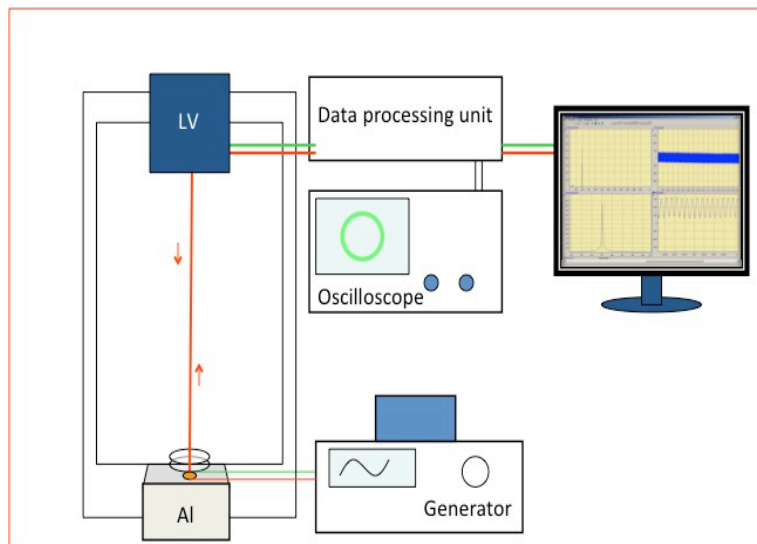 LV
Data processing unit
Oscilloscope
Al
Generator